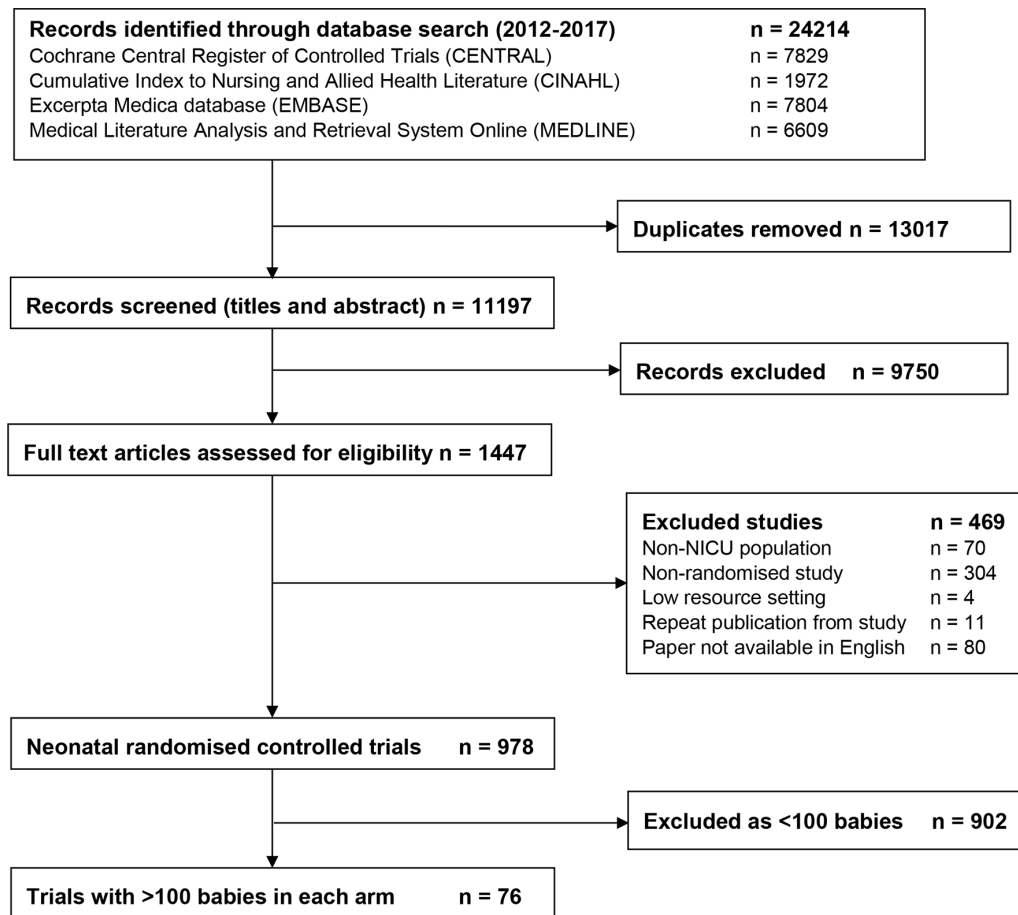 Records identified through database search (2012-2017) n = 24214
Cochrane Central Register of Controlled Trials (CENTRAL) n = 7829
Cumulative Index to Nursing and Allied Health Literature (CINAHL) n = 1972
Excerpta Medica database (EMBASE) n = 7804
Medical Literature Analysis and Retrieval System Online (MEDLINE) n = 6609
Duplicates removed n = 13017
Records screened (titles and abstract) n = 11197
Records excluded n = 9750
Full text articles assessed for eligibility n = 1447
Excluded studies n = 469
Non-NICU population n = 70
Non-randomised study n = 304
Low resource setting n = 4
Repeat publication from study n = 11
Paper not available in English n = 80
Neonatal randomised controlled trials n = 978
Excluded as <100 babies n = 902
Trials with >100 babies in each arm n = 76